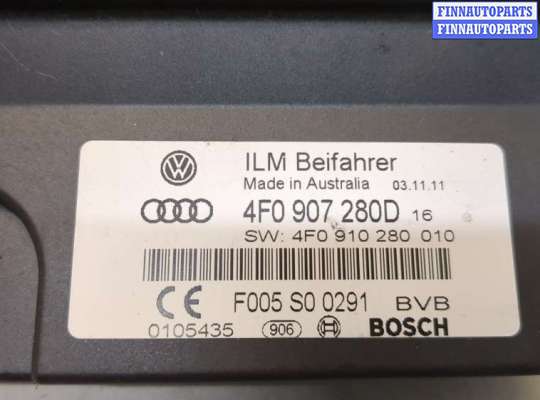 FINNAUTOPARTS
FINNAUTOPARTS
ILM Beifahrer
Made in Australia 03.11.11
4F0 907 280D 16
SW: 4F0 910 280 010
CE F005 S0 0291 BVB
0105435 906 BOSCH